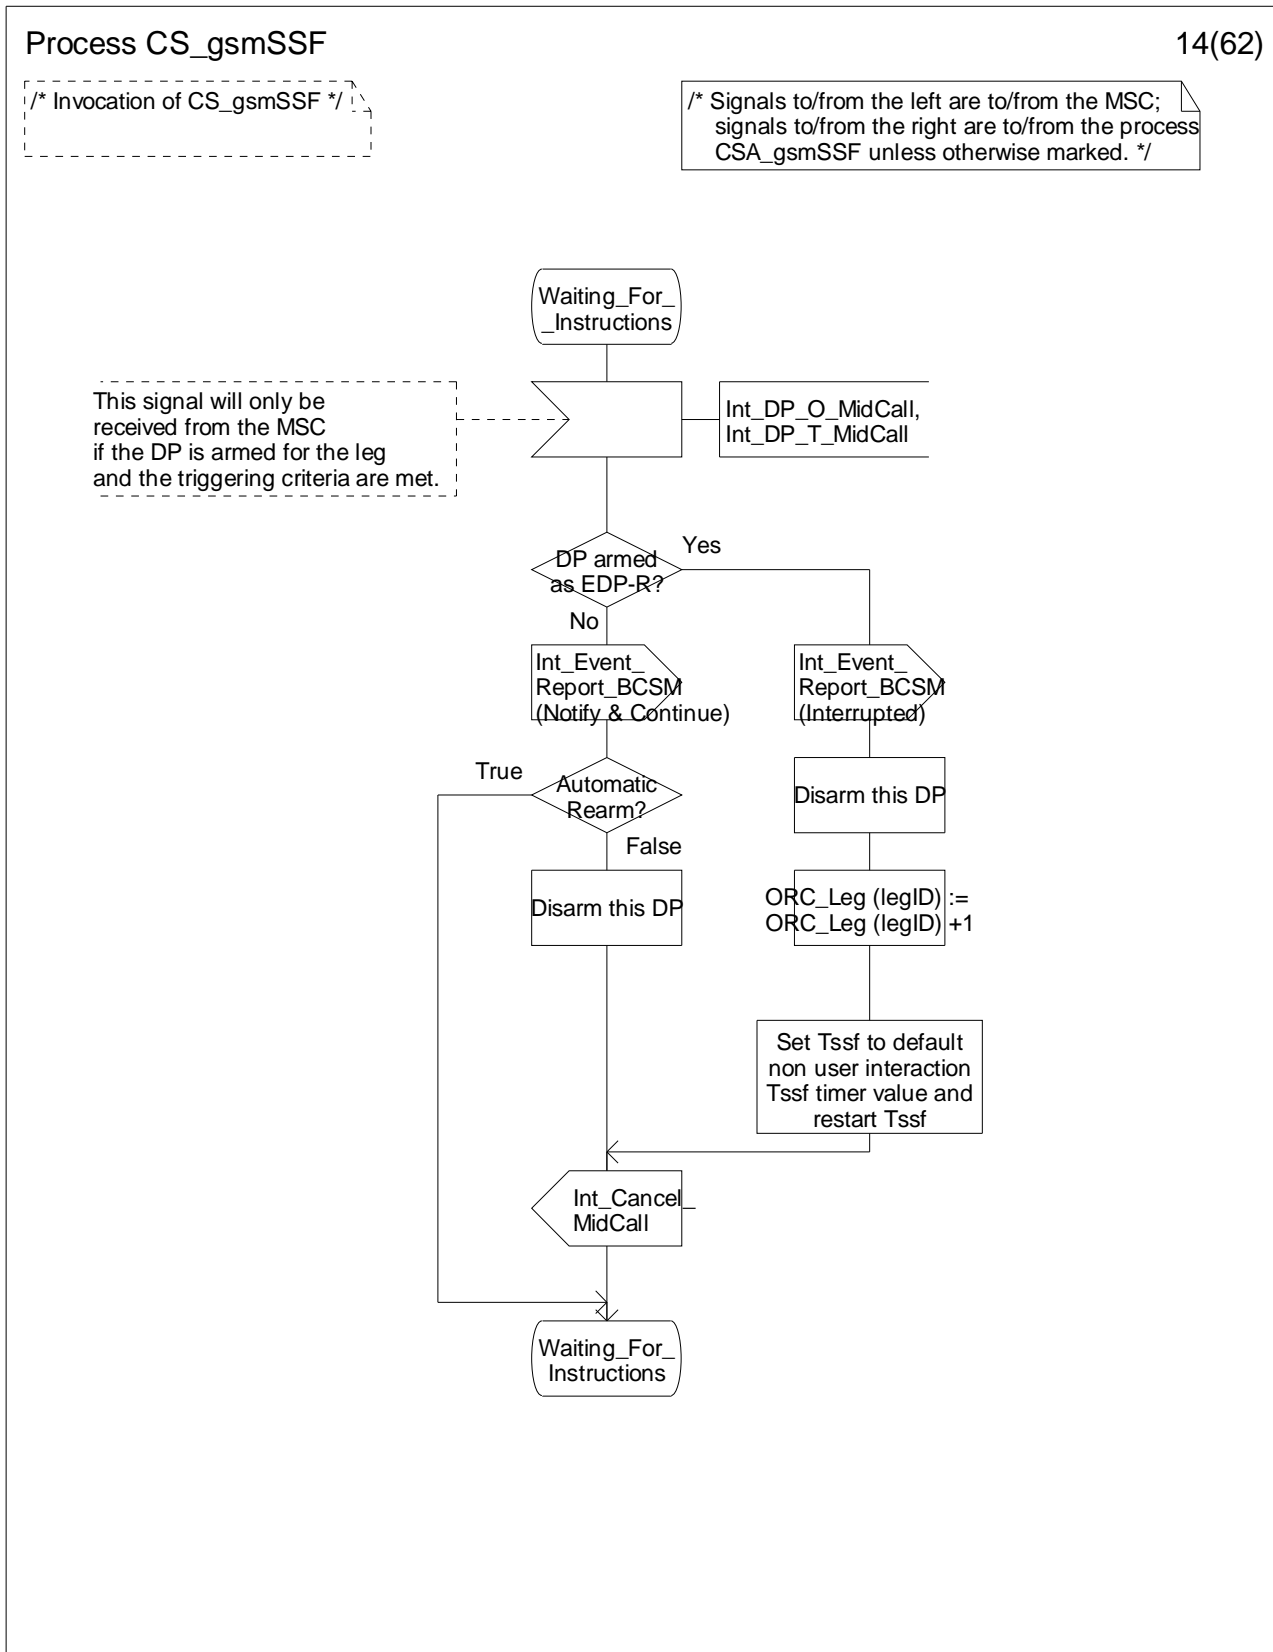 Process CS_gsmSSF
14(62)
/* Invocation of CS_gsmSSF */
/* Signals to/from the left are to/from the MSC;
signals to/from the right are to/from the process
CSA_gsmSSF unless otherwise marked. */
Waiting_For_
_Instructions
This signal will only be
received from the MSC
if the DP is armed for the leg
and the triggering criteria are met.
Int_DP_O_MidCall,
Int_DP_T_MidCall
DP armed
as EDP-R?
Yes
No
Int_Event_
Report_BCSM
(Notify & Continue)
Int_Event_
Report_BCSM
(Interrupted)
True
Automatic
Rearm?
Disarm this DP
False
Disarm this DP
ORC_Leg (legID) :=
ORC_Leg (legID) +1
Set Tssf to default
non user interaction
Tssf timer value and
restart Tssf
Int_Cancel_
MidCall
Waiting_For_
Instructions